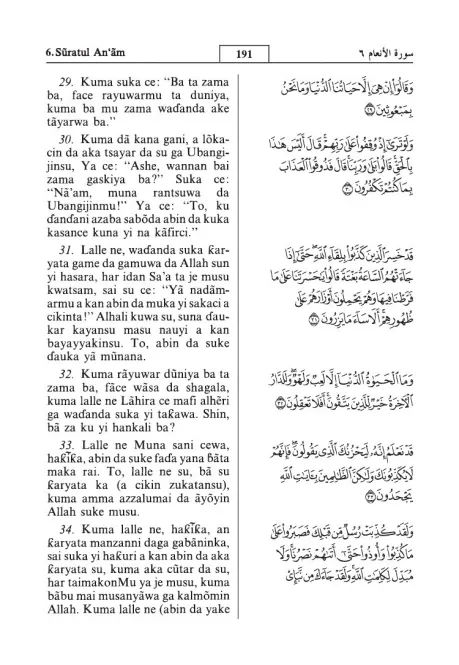 6. Sūratul An'ām
191
سورة الأنعام ٦
29. Kuma suka ce: “Ba ta zama
ba, face rayuwarmu ta duniya,
kuma ba mu zama waɗanda ake
tāyarwa ba.”
30. Kuma dā kana gani, a lōka-
cin da aka tsayar da su ga Ubangi-
jinsu, Ya ce: “Ashe, wannan bai
zama gaskiya ba?” Suka ce:
“Nā'am, muna rantsuwa da
Ubangijinmu!” Ya ce: “To, ku
ɗanɗani azaba sabōda abin da kuka
kasance kuna yi na kāfirci.”
31. Lalle ne, waɗanda suka ƙar-
yata game da gamuwa da Allah sun
yi hasara, har idan Sa'a ta je musu
kwatsam, sai su ce: “Yā nadām-
armu a kan abin da muka yi sakaci a
cikinta!” Alhali kuwa su, suna ɗau-
kar kayansu masu nauyi a kan
bayayyakinsu. To, abin da suke
ɗauka yā mūnana.
32. Kuma rāyuwar dūniya ba ta
zama ba, fāce wāsa da shagala,
kuma lalle ne Lāhira ce mafi alhēri
ga waɗanda suka yi taƙawa. Shin,
bā za ku yi hankali ba?
33. Lalle ne Muna sani cewa,
haƙīƙa, abin da suke faɗa yana ɓāta
maka rai. To, lalle ne su, bā su
ƙaryata ka (a cikin zukatansu),
kuma amma azzalumai da āyōyin
Allah suke musu.
34. Kuma lalle ne, haƙīƙa, an
ƙaryata manzanni daga gabāninka,
sai suka yi haƙuri a kan abin da aka
ƙaryata su, kuma aka cūtar da su,
har taimakonMu ya je musu, kuma
bābu mai musanyāwa ga kalmōmin
Allah. Kuma lalle ne (abin da yake
وَقَالُوٓا۟ إِنْ هِىَ إِلَّا حَيَاتُنَا ٱلدُّنْيَا وَمَا نَحْنُ
بِمَبْعُوثِينَ ٢٩
وَلَوْ تَرَىٰٓ إِذْ وُقِفُوا۟ عَلَىٰ رَبِّهِمْ قَالَ أَلَيْسَ هَٰذَا
بِٱلْحَقِّ قَالُوا۟ بَلَىٰ وَرَبِّنَا قَالَ فَذُوقُوا۟ ٱلْعَذَابَ
بِمَا كُنتُمْ تَكْفُرُونَ ٣٠
قَدْ خَسِرَ ٱلَّذِينَ كَذَّبُوا۟ بِلِقَآءِ ٱللَّهِ حَتَّىٰٓ إِذَا
جَآءَتْهُمُ ٱلسَّاعَةُ بَغْتَةً قَالُوا۟ يَٰحَسْرَتَنَا عَلَىٰ مَا
فَرَّطْنَا فِيهَا وَهُمْ يَحْمِلُونَ أَوْزَارَهُمْ عَلَىٰ
ظُهُورِهِمْ أَلَا سَآءَ مَا يَزِرُونَ ٣١
وَمَا ٱلْحَيَوٰةُ ٱلدُّنْيَآ إِلَّا لَعِبٌ وَلَهْوٌ وَلَلدَّارُ
ٱلْـَٔاخِرَةُ خَيْرٌ لِّلَّذِينَ يَتَّقُونَ أَفَلَا تَعْقِلُونَ ٣٢
قَدْ نَعْلَمُ إِنَّهُۥ لَيَحْزُنُكَ ٱلَّذِى يَقُولُونَ فَإِنَّهُمْ
لَا يُكَذِّبُونَكَ وَلَٰكِنَّ ٱلظَّٰلِمِينَ بِـَٔايَٰتِ ٱللَّهِ
يَجْحَدُونَ ٣٣
وَلَقَدْ كُذِّبَتْ رُسُلٌ مِّن قَبْلِكَ فَصَبَرُوا۟ عَلَىٰ
مَا كُذِّبُوا۟ وَأُوذُوا۟ حَتَّىٰٓ أَتَىٰهُمْ نَصْرُنَا وَلَا
مُبَدِّلَ لِكَلِمَٰتِ ٱللَّهِ وَلَقَدْ جَآءَكَ مِن نَّبَإِى۟